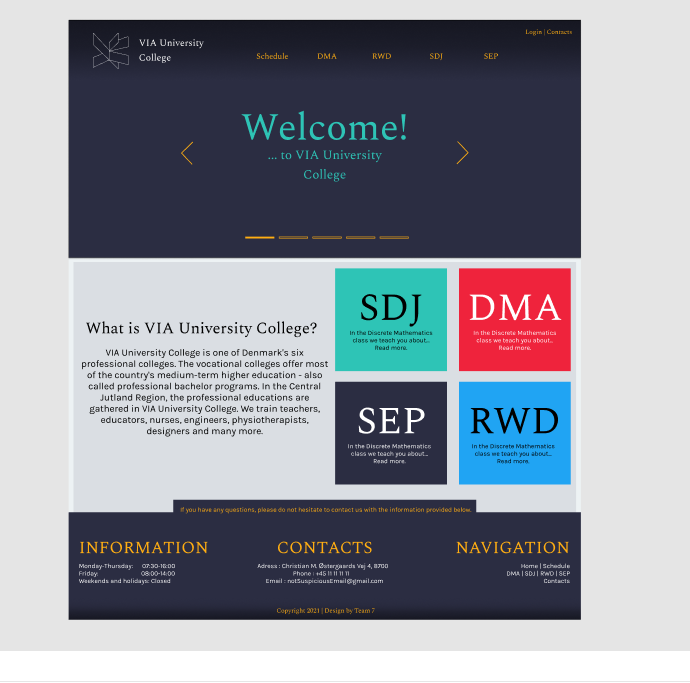 Login | Contacts
VIA University
College
Schedule DMA RWD SDJ SEP
Welcome!
... to VIA University
College
What is VIA University College?
VIA University College is one of Denmark's six
professional colleges. The vocational colleges offer most
of the country's medium-term higher education - also
called professional bachelor programs. In the Central
Jutland Region, the professional educations are
gathered in VIA University College. We train teachers,
educators, nurses, engineers, physiotherapists,
designers and many more.
SDJ
In the Discrete Mathematics
class we teach you about...
Read more.
DMA
In the Discrete Mathematics
class we teach you about...
Read more.
SEP
In the Discrete Mathematics
class we teach you about...
Read more.
RWD
In the Discrete Mathematics
class we teach you about...
Read more.
If you have any questions, please do not hesitate to contact us with the information provided below.
INFORMATION
Monday-Thursday: 07:30-16:00
Friday: 08:00-14:00
Weekends and holidays: Closed
CONTACTS
Adress : Christian M. Østergaards Vej 4, 8700
Phone : +45 11 11 11 11
Email : notSuspiciousEmail@gmail.com
NAVIGATION
Home | Schedule
DMA | SDJ | RWD | SEP
Contacts
Copyright 2021 | Design by Team 7